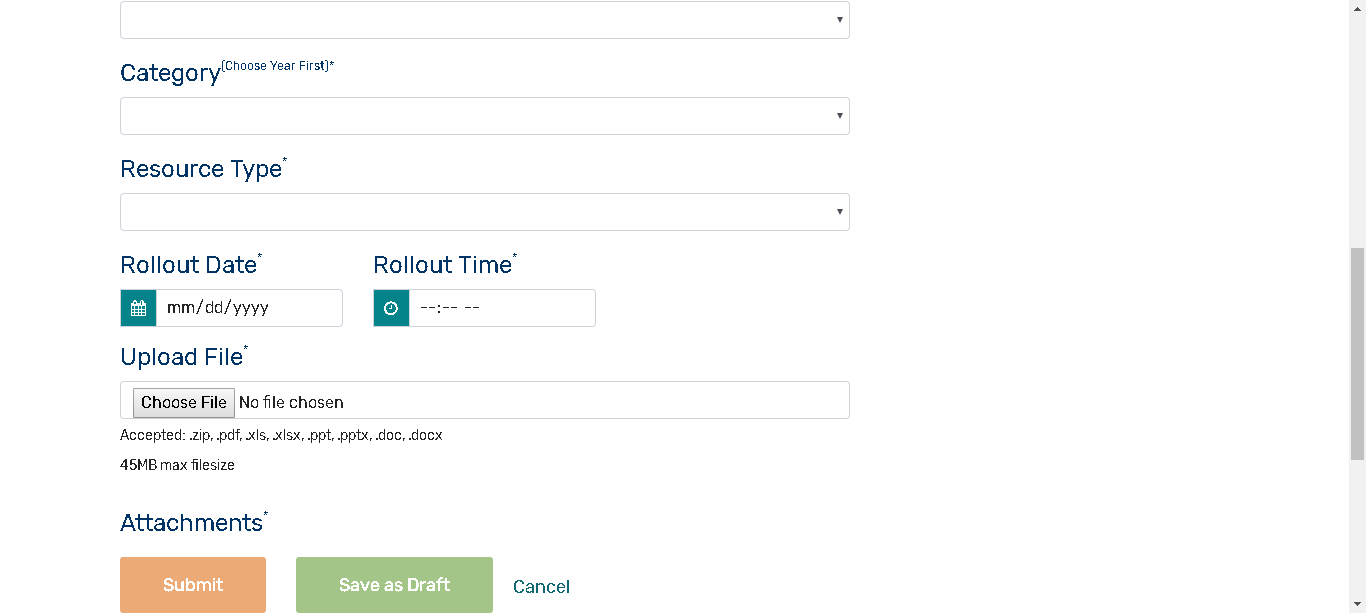 Category(Choose Year First)*
Resource Type*
Rollout Date* Rollout Time*
mm/dd/yyyy --:-- --
Upload File*
Choose File No file chosen
Accepted: .zip, .pdf, .xls, .xlsx, .ppt, .pptx, .doc, .docx
45MB max filesize
Attachments*
Submit Save as Draft Cancel